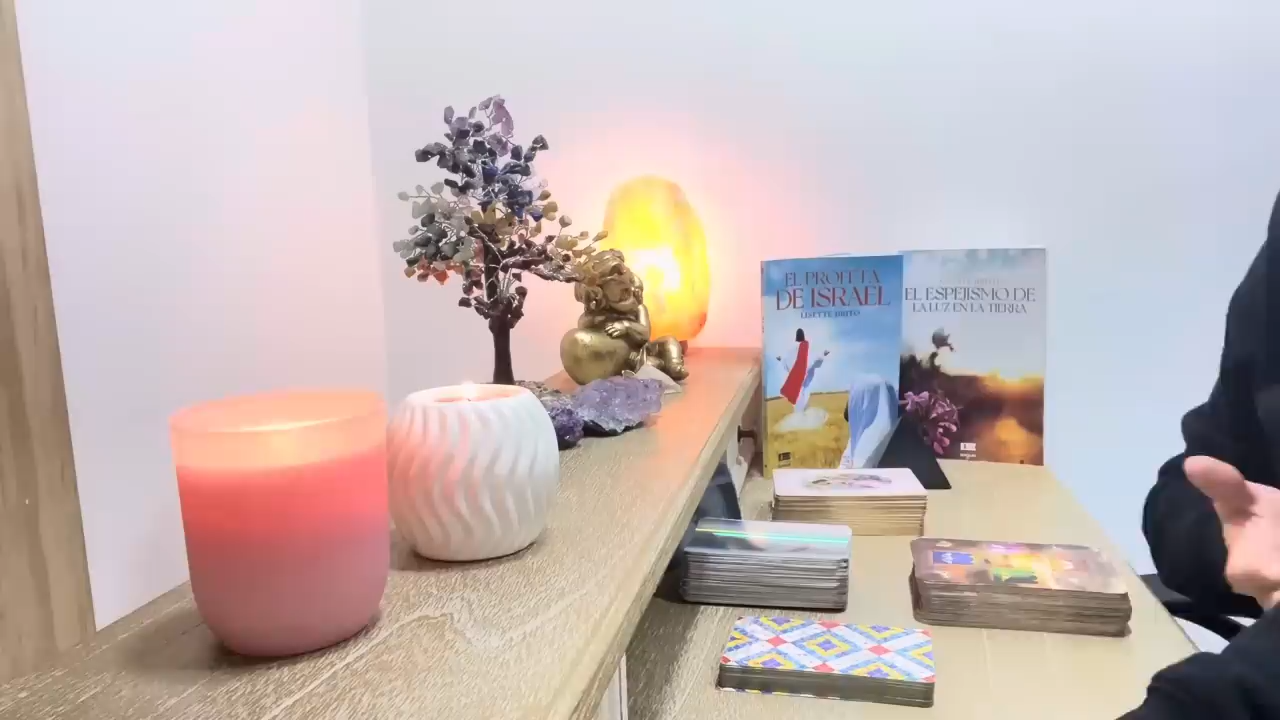 EL PROFETA
DE ISRAEL
LISETTE BRITO
EL ESPEJISMO DE
LA LUZ EN LA TIERRA